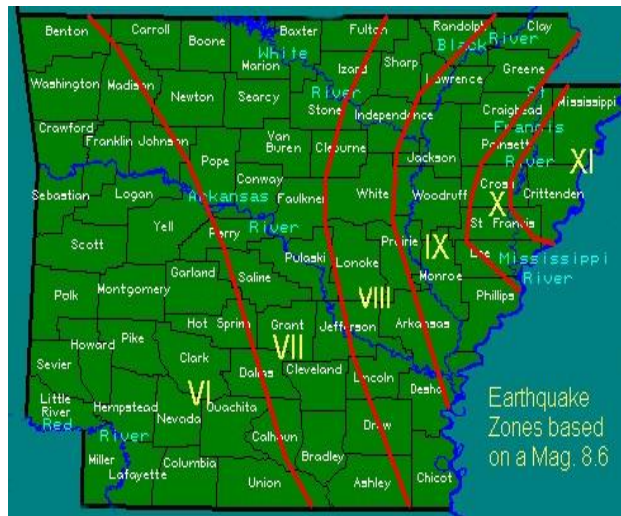 Benton
Carroll
Boone
Baxter
Fulton
Randolph
Clay
White
Marion
Black
River
Izard
Sharp
Lawrence
Greene
Washington
Madison
Newton
Searcy
River
Stone
Independence
Craighead
St
Mississippi
Francis
Crawford
Franklin
Johnson
Van
Buren
Cleburne
Jackson
Poinsett
River
XI
Pope
Conway
Sebastian
Logan
Arkansas
Faulkner
White
Woodruff
Cross
X
Crittenden
Yell
Perry
River
St Francis
Scott
Pulaski
Prairie
IX
Lee
Mississippi
River
Garland
Saline
Lonoke
Monroe
Polk
Montgomery
VIII
Phillips
Hot Spring
Grant
Jefferson
Arkansas
Howard
Pike
VII
Sevier
Clark
Dallas
Cleveland
Lincoln
Desha
Earthquake
Zones based
on a Mag. 8.6
Little
River
Hempstead
VI
Nevada
Ouachita
Red
River
Calhoun
Drew
Miller
Lafayette
Columbia
Union
Bradley
Ashley
Chicot